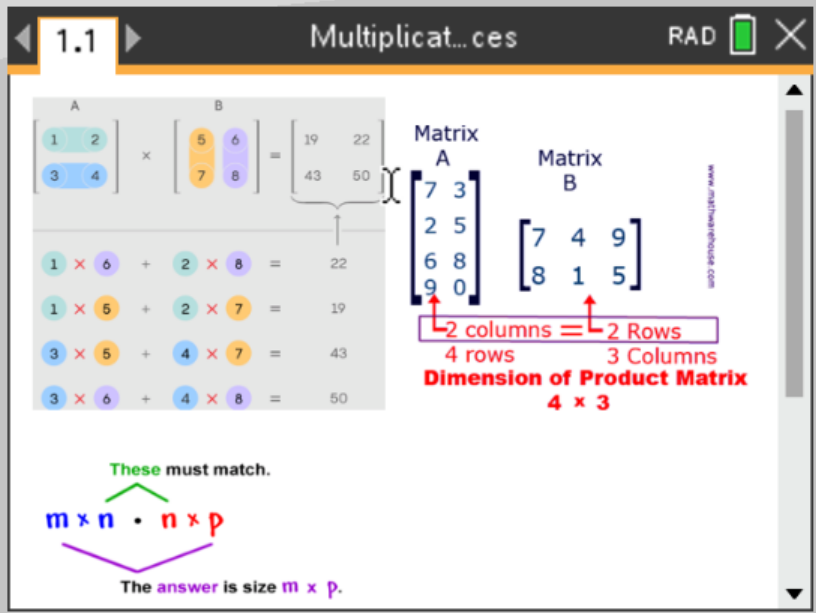 1.1
Multiplicat...ces
RAD
A B
1 2 × 5 6 = 19 22
3 4 7 8 43 50
1 × 6 + 2 × 8 = 22
1 × 5 + 2 × 7 = 19
3 × 5 + 4 × 7 = 43
3 × 6 + 4 × 8 = 50
Matrix
A
7 3
2 5
6 8
9 0
Matrix
B
7 4 9
8 1 5
www.mathwarehouse.com
2 columns = 2 Rows
4 rows 3 Columns
Dimension of Product Matrix
4 × 3
These must match.
m × n · n × p
The answer is size m × p.